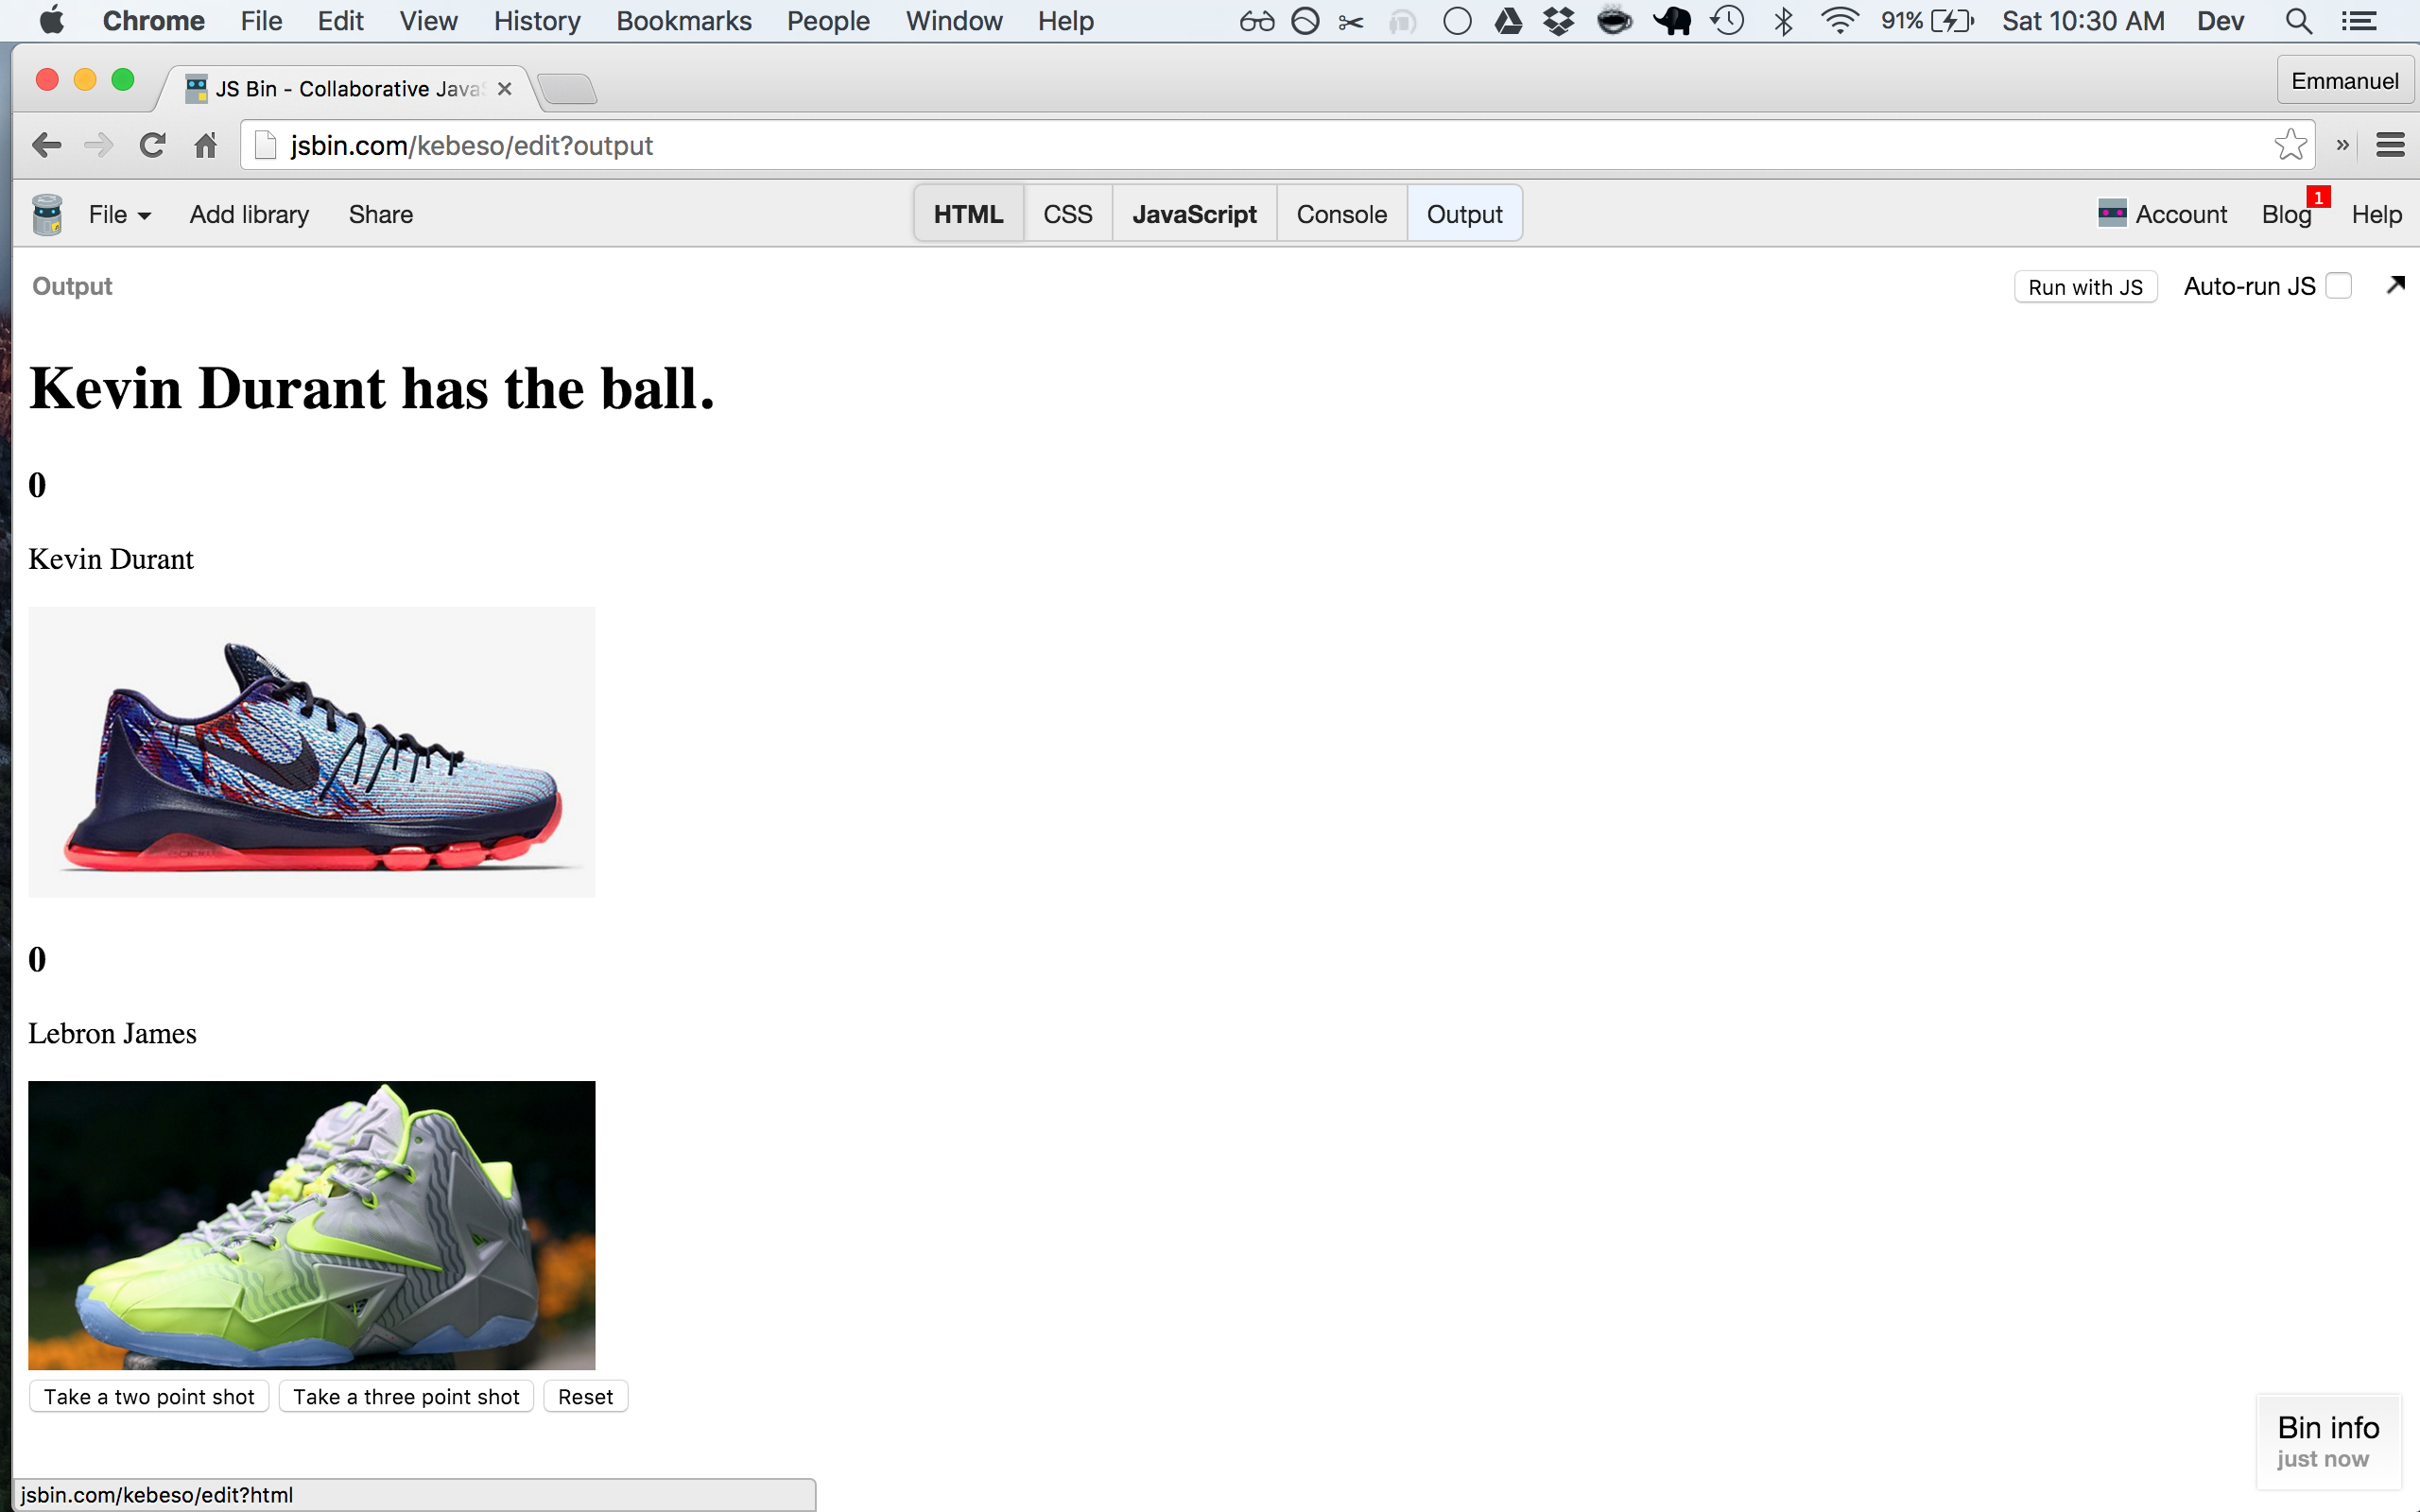 Chrome File Edit View History Bookmarks People Window Help 91% Sat 10:30 AM Dev
JS Bin - Collaborative Java Emmanuel
jsbin.com/kebeso/edit?output »
File Add library Share HTML CSS JavaScript Console Output Account Blog 1 Help
Output Run with JS Auto-run JS
Kevin Durant has the ball.
0
Kevin Durant
0
Lebron James
Take a two point shot Take a three point shot Reset
Bin info
just now
jsbin.com/kebeso/edit?html